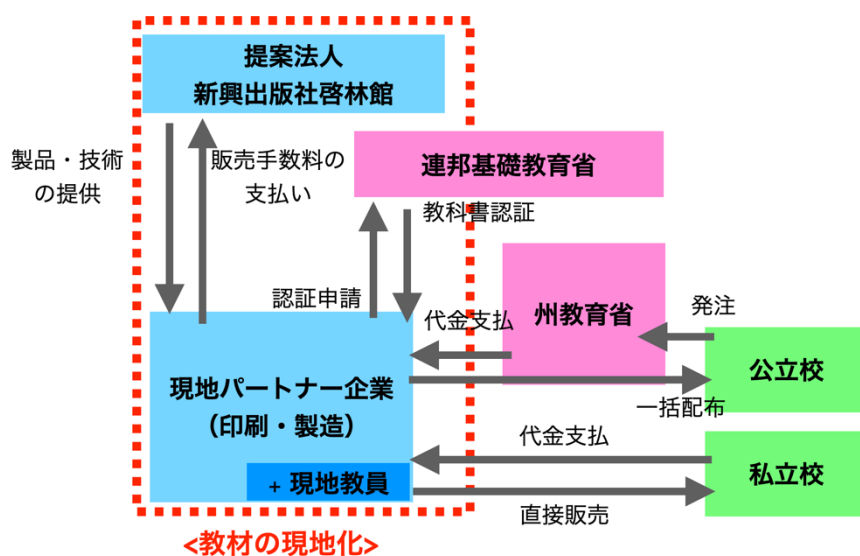 提案法人
新興出版社啓林館
製品・技術
の提供
販売手数料の
支払い
連邦基礎教育省
教科書認証
認証申請
代金支払
州教育省
発注
現地パートナー企業
（印刷・製造）
公立校
一括配布
代金支払
+ 現地教員
私立校
直接販売
<教材の現地化>